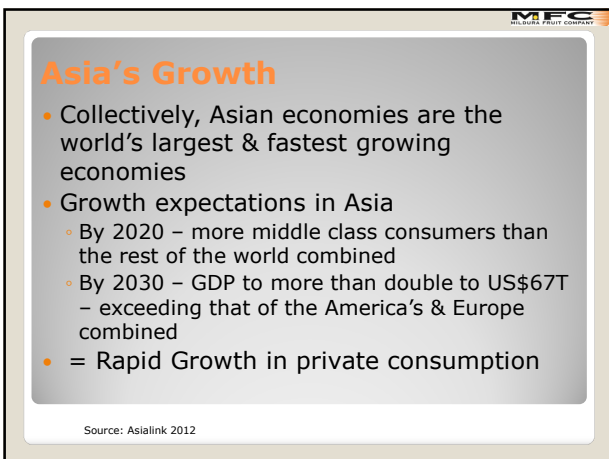 MFC
MILDURA FRUIT COMPANY
Asia's Growth
• Collectively, Asian economies are the
world's largest & fastest growing
economies
• Growth expectations in Asia
◦ By 2020 – more middle class consumers than
the rest of the world combined
◦ By 2030 – GDP to more than double to US$67T
– exceeding that of the America's & Europe
combined
• = Rapid Growth in private consumption
Source: Asialink 2012